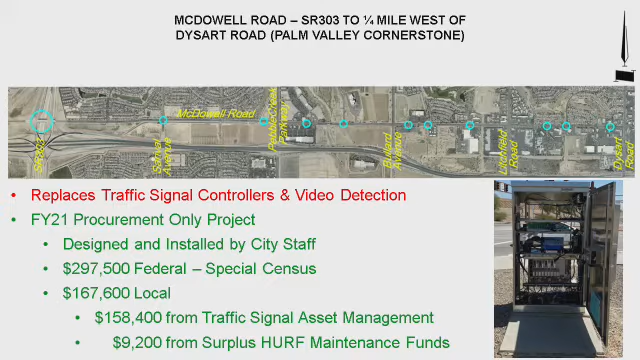 MCDOWELL ROAD – SR303 TO ¼ MILE WEST OF
DYSART ROAD (PALM VALLEY CORNERSTONE)
SR303
Sarival Avenue
McDowell Road
PebbleCreek Parkway
Bullard Avenue
Litchfield Road
Dysart Road
• Replaces Traffic Signal Controllers & Video Detection
• FY21 Procurement Only Project
• Designed and Installed by City Staff
• $297,500 Federal – Special Census
• $167,600 Local
• $158,400 from Traffic Signal Asset Management
• $9,200 from Surplus HURF Maintenance Funds